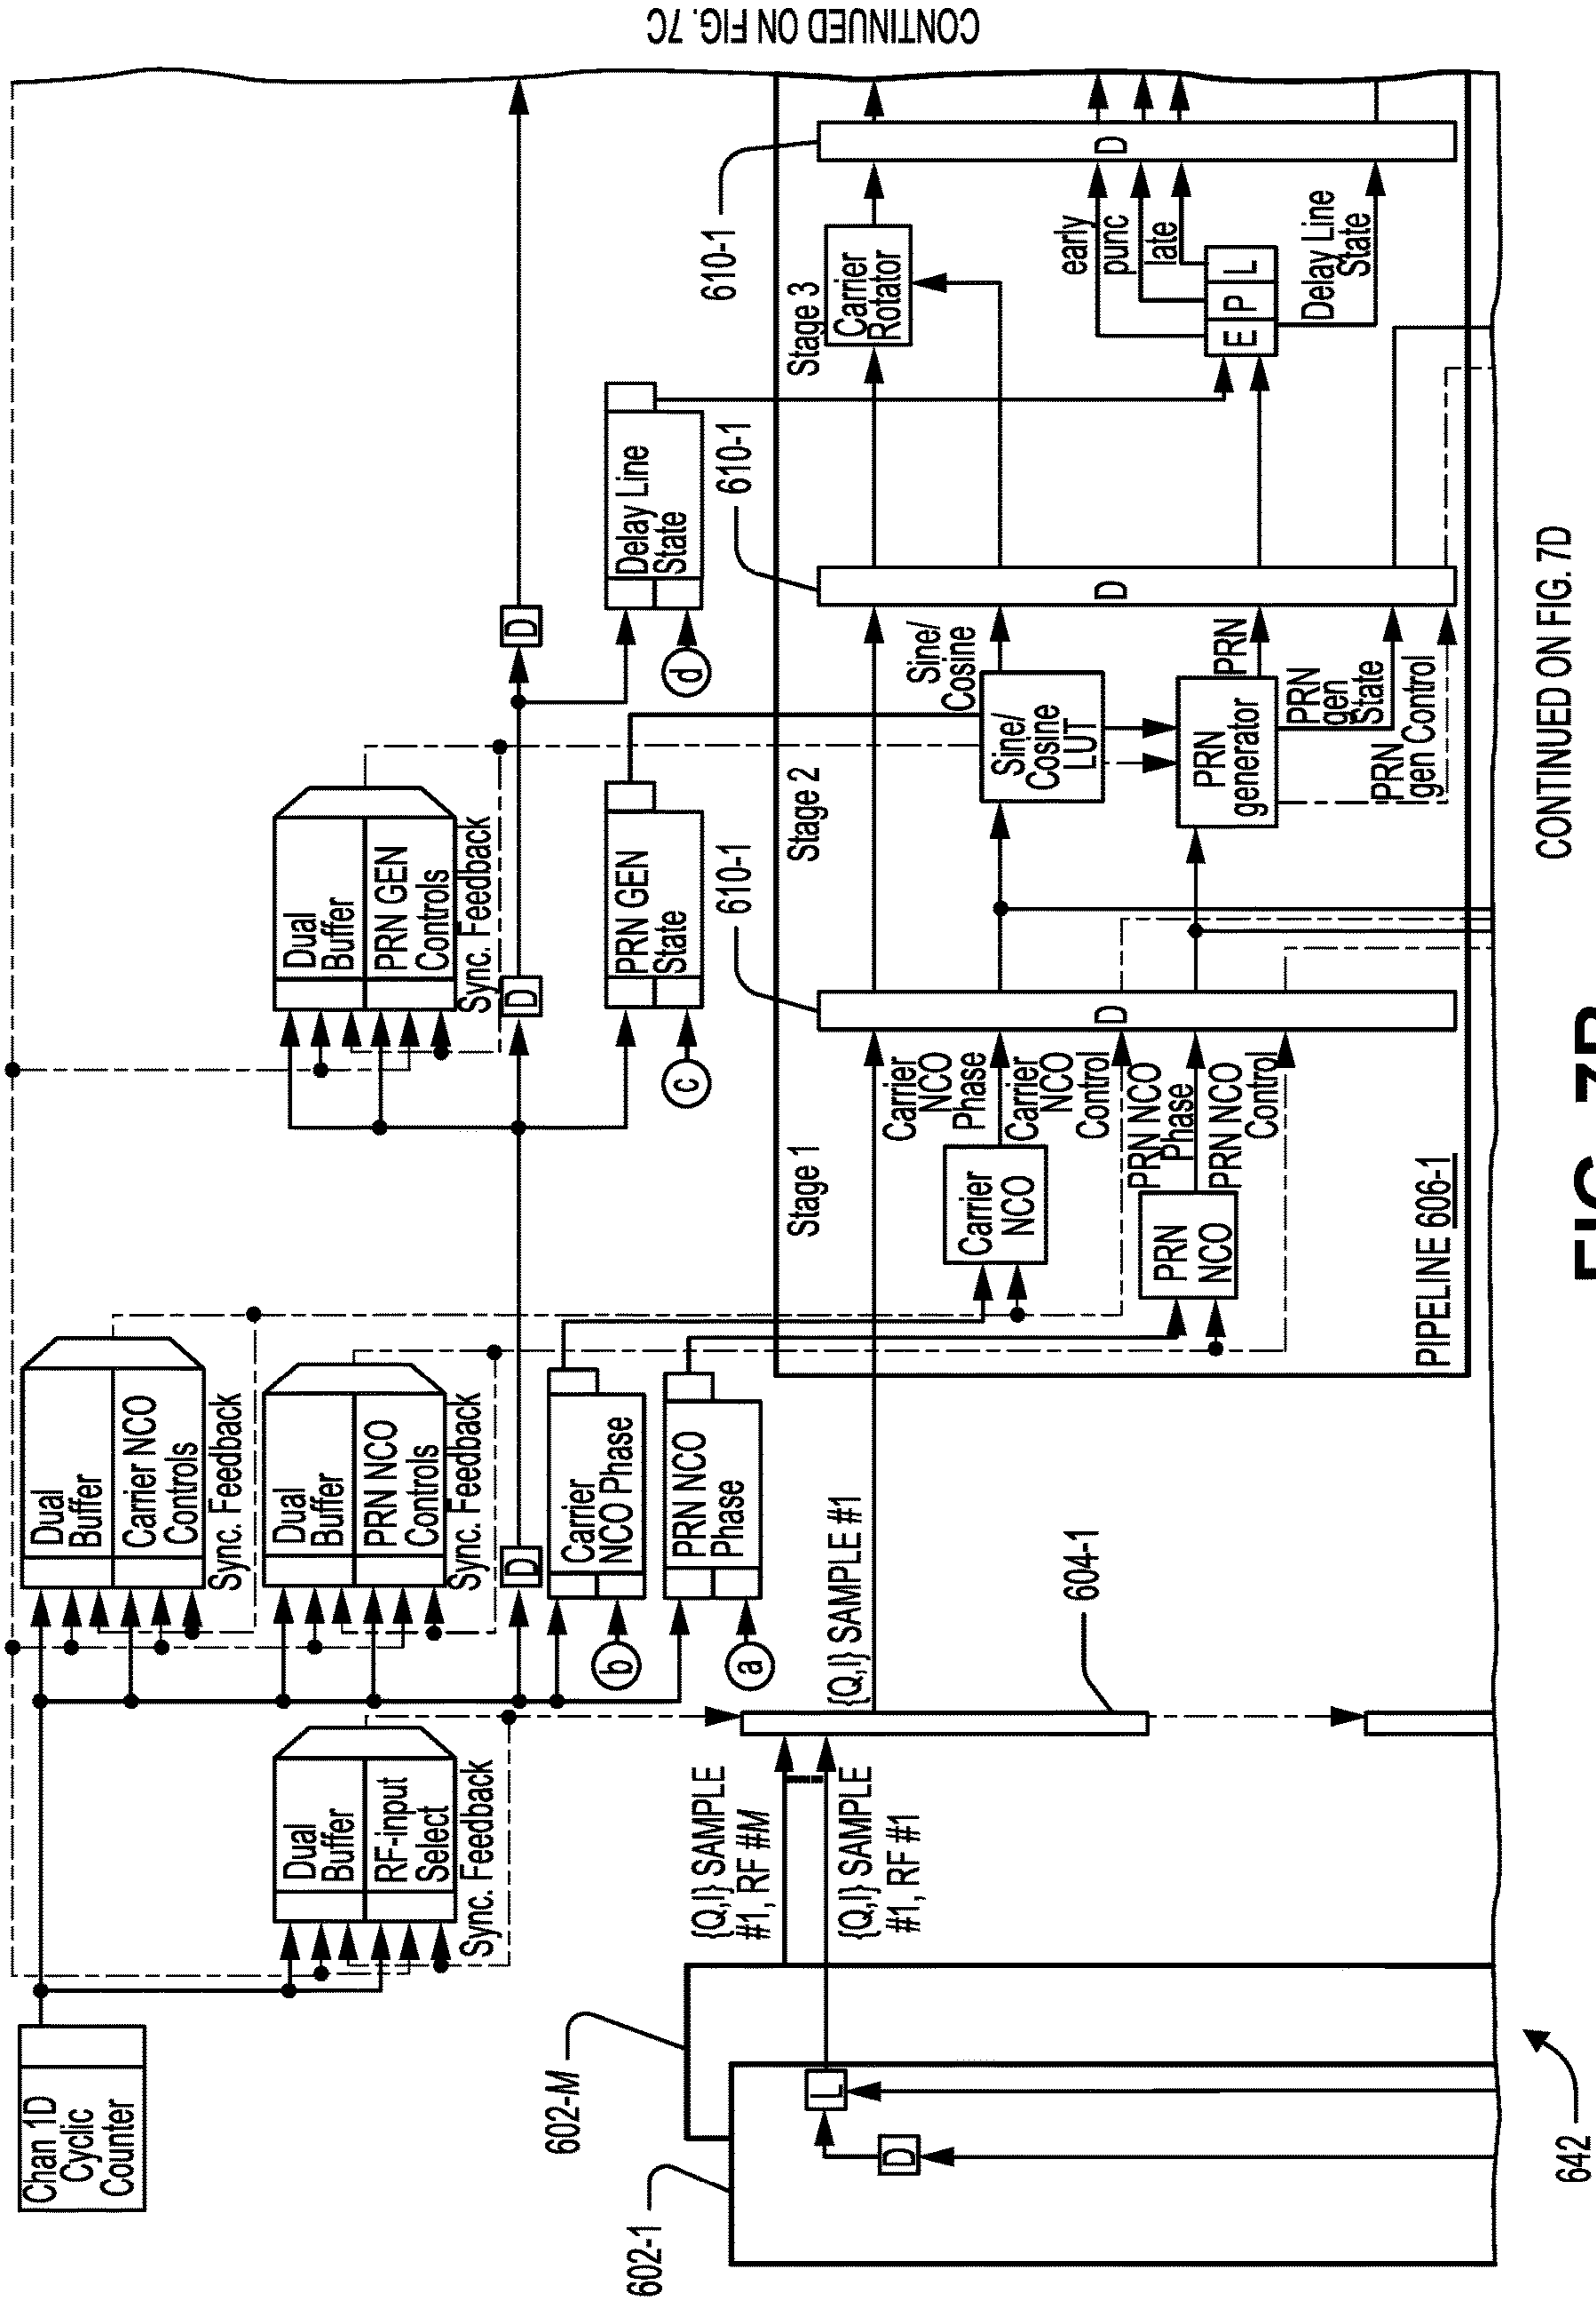 Chan 1D
Cyclic
Counter
Dual
Buffer
RF-input
Select
Sync. Feedback
Dual
Buffer
Carrier NCO
Controls
Sync. Feedback
Dual
Buffer
PRN NCO
Controls
Sync. Feedback
Dual
Buffer
PRN GEN
Controls
Sync. Feedback
D
D
D
Carrier
NCO Phase
b
PRN NCO
Phase
a
PRN GEN
State
c
Delay Line
State
d
602-M
602-1
L
D
{Q,I} SAMPLE
#1, RF #M
{Q,I} SAMPLE
#1, RF #1
{Q,I} SAMPLE #1
604-1
642
Stage 1
Carrier
NCO
PRN
NCO
Carrier
NCO
Phase
Carrier
NCO
Control
PRN NCO
Phase
PRN NCO
Control
PIPELINE 606-1
610-1
D
Stage 2
Sine/
Cosine
LUT
PRN
generator
Sine/
Cosine
PRN
PRN
gen
State
PRN
gen Control
610-1
D
Stage 3
Carrier
Rotator
early
punc
late
E P L
Delay Line
State
610-1
D
CONTINUED ON FIG. 7C
CONTINUED ON FIG. 7D